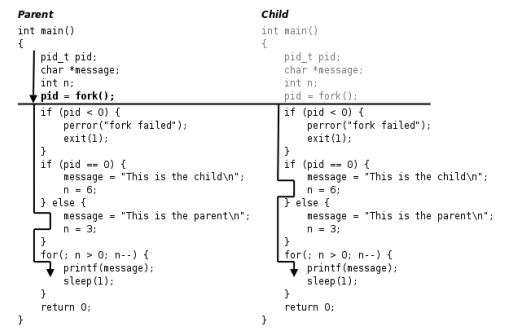 Parent
int main()
{
pid_t pid;
char *message;
int n;
pid = fork();
if (pid < 0) {
perror("fork failed");
exit(1);
}
if (pid == 0) {
message = "This is the child\n";
n = 6;
} else {
message = "This is the parent\n";
n = 3;
}
for(; n > 0; n--) {
printf(message);
sleep(1);
}
return 0;
}
Child
int main()
{
pid_t pid;
char *message;
int n;
pid = fork();
if (pid < 0) {
perror("fork failed");
exit(1);
}
if (pid == 0) {
message = "This is the child\n";
n = 6;
} else {
message = "This is the parent\n";
n = 3;
}
for(; n > 0; n--) {
printf(message);
sleep(1);
}
return 0;
}